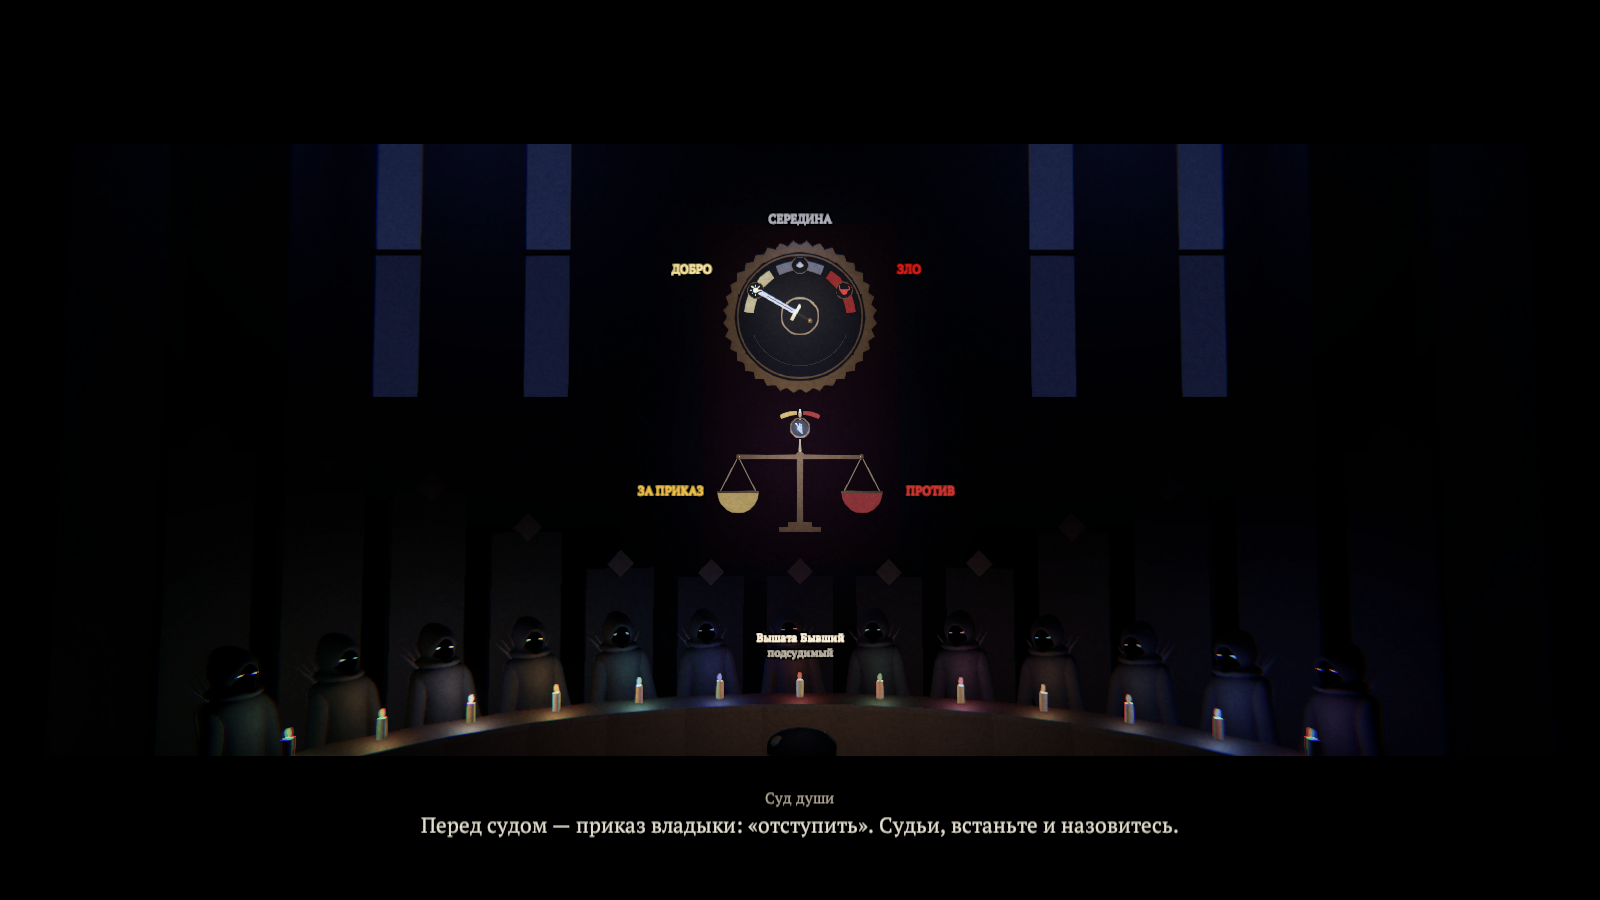 СЕРЕДИНА
ДОБРО
ЗЛО
ЗА ПРИКАЗ
ПРОТИВ
Вышата Бывший
подсудимый
Суд души
Перед судом — приказ владыки: «отступить». Судьи, встаньте и назовитесь.